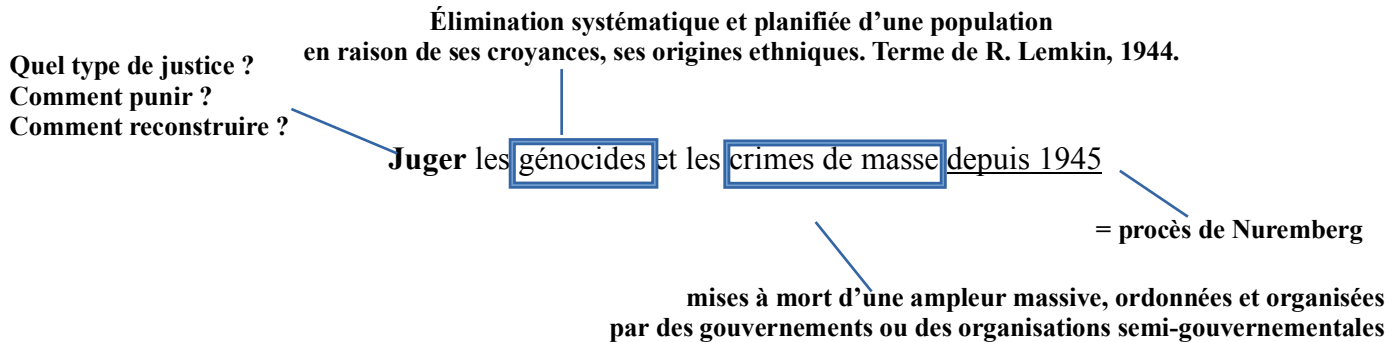 Élimination systématique et planifiée d’une population
en raison de ses croyances, ses origines ethniques. Terme de R. Lemkin, 1944.
Quel type de justice ?
Comment punir ?
Comment reconstruire ?
Juger les génocides et les crimes de masse depuis 1945
= procès de Nuremberg
mises à mort d’une ampleur massive, ordonnées et organisées
par des gouvernements ou des organisations semi-gouvernementales